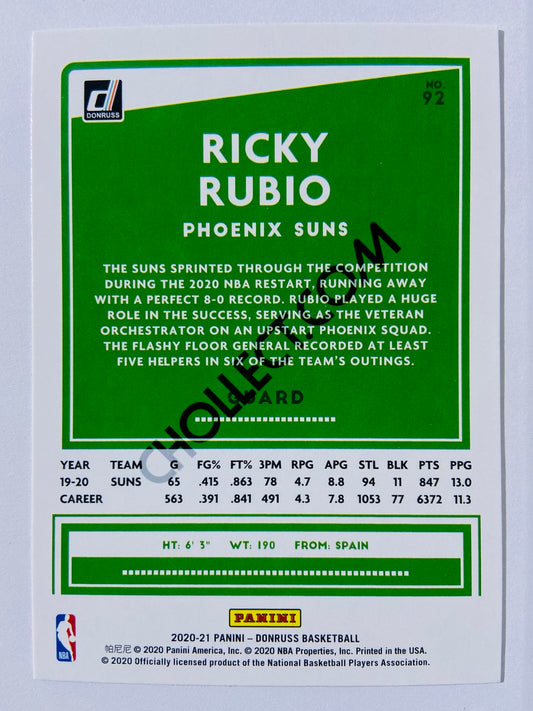 DONRUSS
NO.
92
RICKY
RUBIO
PHOENIX SUNS
THE SUNS SPRINTED THROUGH THE COMPETITION
DURING THE 2020 NBA RESTART, RUNNING AWAY
WITH A PERFECT 8-0 RECORD. RUBIO PLAYED A HUGE
ROLE IN THE SUCCESS, SERVING AS THE VETERAN
ORCHESTRATOR ON AN UPSTART PHOENIX SQUAD.
THE FLASHY FLOOR GENERAL RECORDED AT LEAST
FIVE HELPERS IN SIX OF THE TEAM'S OUTINGS.
GUARD
CHOLLECT.COM
YEAR TEAM G FG% FT% 3PM RPG APG STL BLK PTS PPG
19-20 SUNS 65 .415 .863 78 4.7 8.8 94 11 847 13.0
CAREER 563 .391 .841 491 4.3 7.8 1053 77 6372 11.3
HT: 6' 3" WT: 190 FROM: SPAIN
PANINI
2020-21 PANINI – DONRUSS BASKETBALL
帕尼尼 © 2020 Panini America, Inc. © 2020 NBA Properties, Inc. Printed in the USA.
© 2020 Officially licensed product of the National Basketball Players Association.
NBA